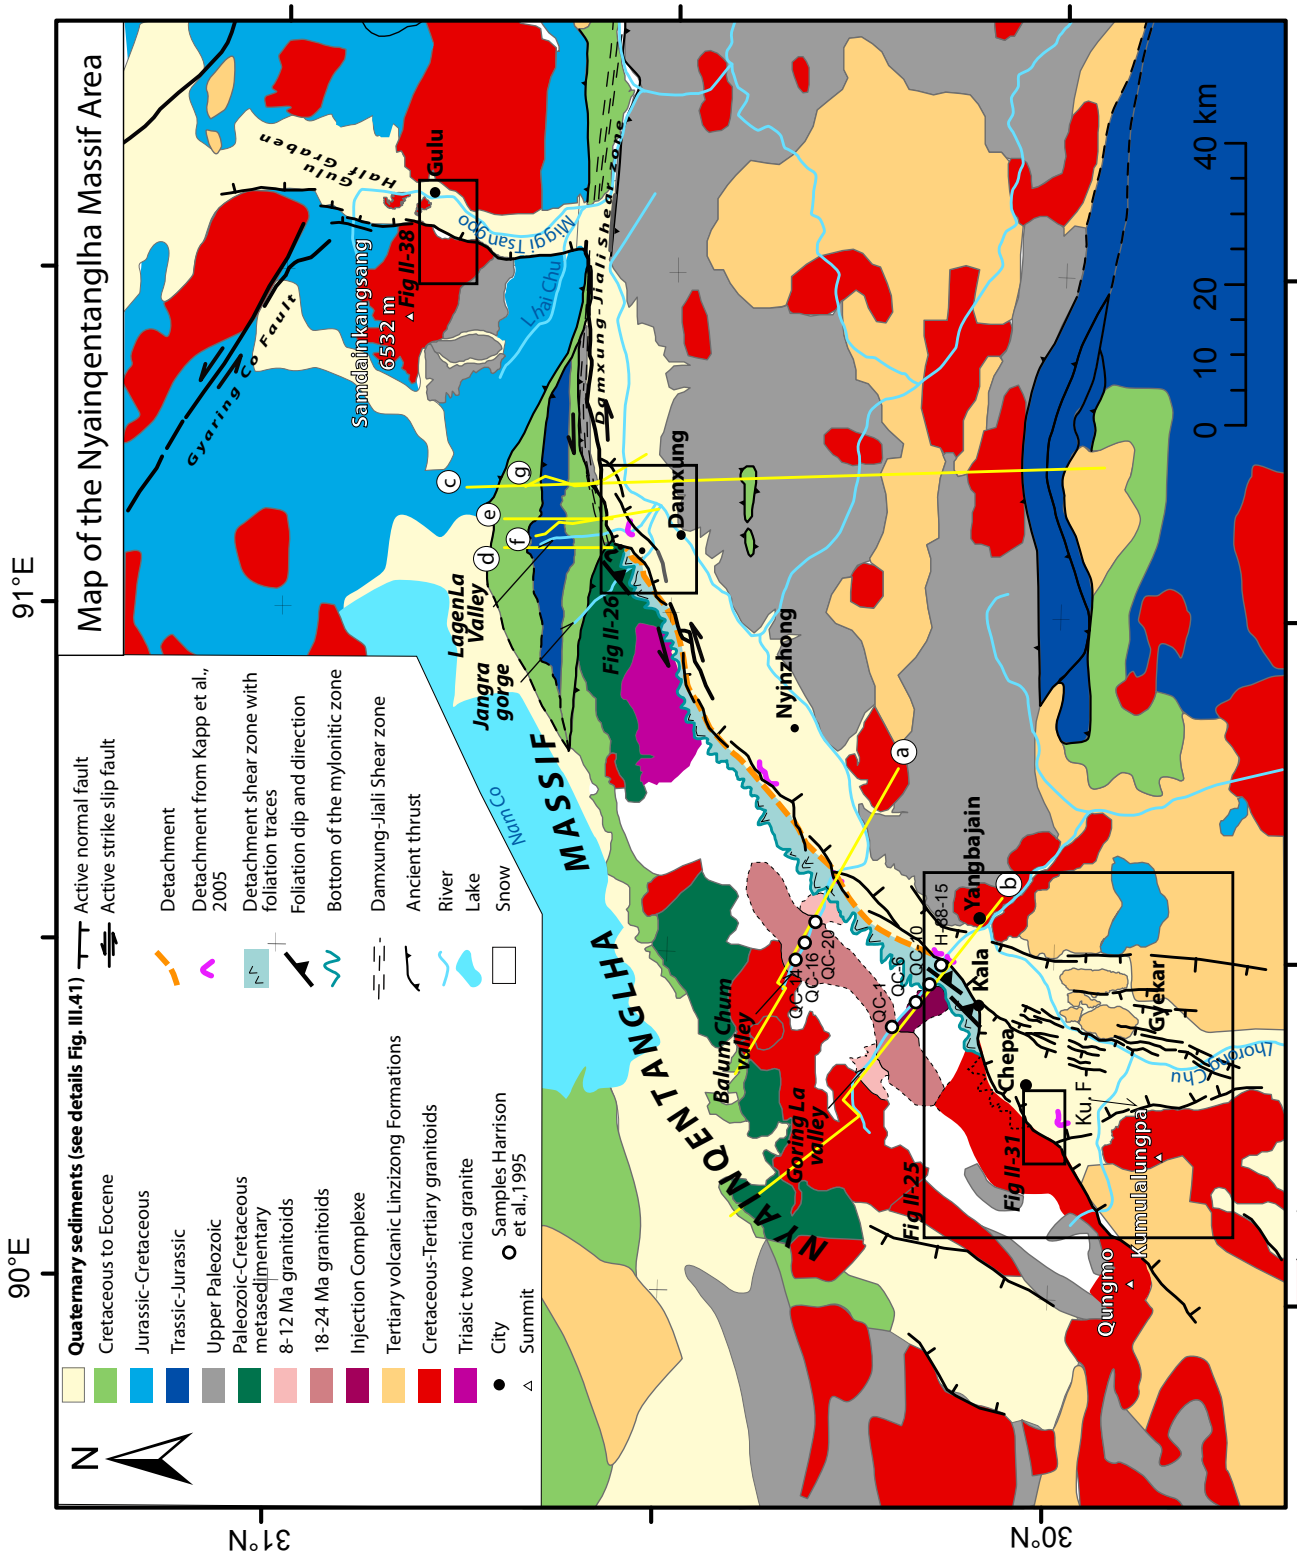 Map of the Nyainqentanglha Massif Area
N
90°E
91°E
31°N
30°N
0 10 20 40 km
Quaternary sediments (see details Fig. III.41)
Cretaceous to Eocene
Jurassic-Cretaceous
Trassic-Jurassic
Upper Paleozoic
Paleozoic-Cretaceous
metasedimentary
8-12 Ma granitoids
18-24 Ma granitoids
Injection Complexe
Tertiary volcanic Linzizong Formations
Cretaceous-Tertiary granitoids
Triasic two mica granite
City
Summit
Samples Harrison
et al.,1995
Active normal fault
Active strike slip fault
Detachment
Detachment from Kapp et al.,
2005
Detachment shear zone with
foliation traces
Foliation dip and direction
Bottom of the mylonitic zone
Damxung-Jiali Shear zone
Ancient thrust
River
Lake
Snow
Gyaring Co Fault
Gulu
Half Graben
Gulu
Samdainkangsang
6532 m
Fig II-38
Miggi Tsangpo
Lhai Chu
Damxung-Jiali Shear zone
c
g
e
f
d
LagenLa
Valley
Jangra
gorge
Fig II-26
Damxung
Nyinzhong
Nam Co
NYAINQENTANGLHA MASSIF
a
b
Balum Chum
valley
Goring La
valley
QC-14
QC-16
QC-20
QC-1
QC-6
QC-10
H-88-15
Yangbajain
Kala
Chepa
Gyekar
Lhorong Chu
Ku. F.
Fig II-25
Fig II-31
Kumulalungpa
Qungmo